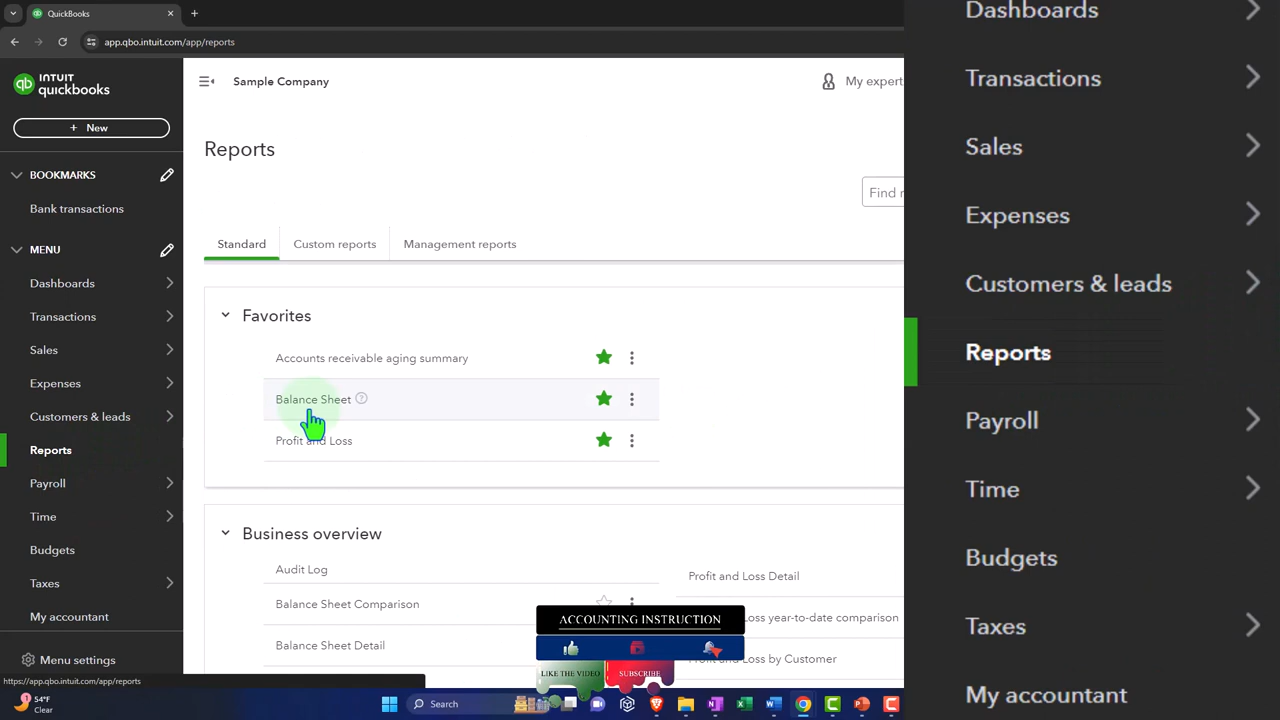 QuickBooks
app.qbo.intuit.com/app/reports
INTUIT
quickbooks
+ New
BOOKMARKS
Bank transactions
MENU
Dashboards
Transactions
Sales
Expenses
Customers & leads
Reports
Payroll
Time
Budgets
Taxes
My accountant
Menu settings
Sample Company
My expert
Reports
Find
Standard
Custom reports
Management reports
Favorites
Accounts receivable aging summary
Balance Sheet
Profit and Loss
Business overview
Audit Log
Balance Sheet Comparison
Balance Sheet Detail
Profit and Loss Detail
Loss year-to-date comparison
Profit and Loss by Customer
ACCOUNTING INSTRUCTION
LIKE THE VIDEO
SUBSCRIBE
https://app.qbo.intuit.com/app/reports
54°F
Clear
Search
Dashboards
Transactions
Sales
Expenses
Customers & leads
Reports
Payroll
Time
Budgets
Taxes
My accountant